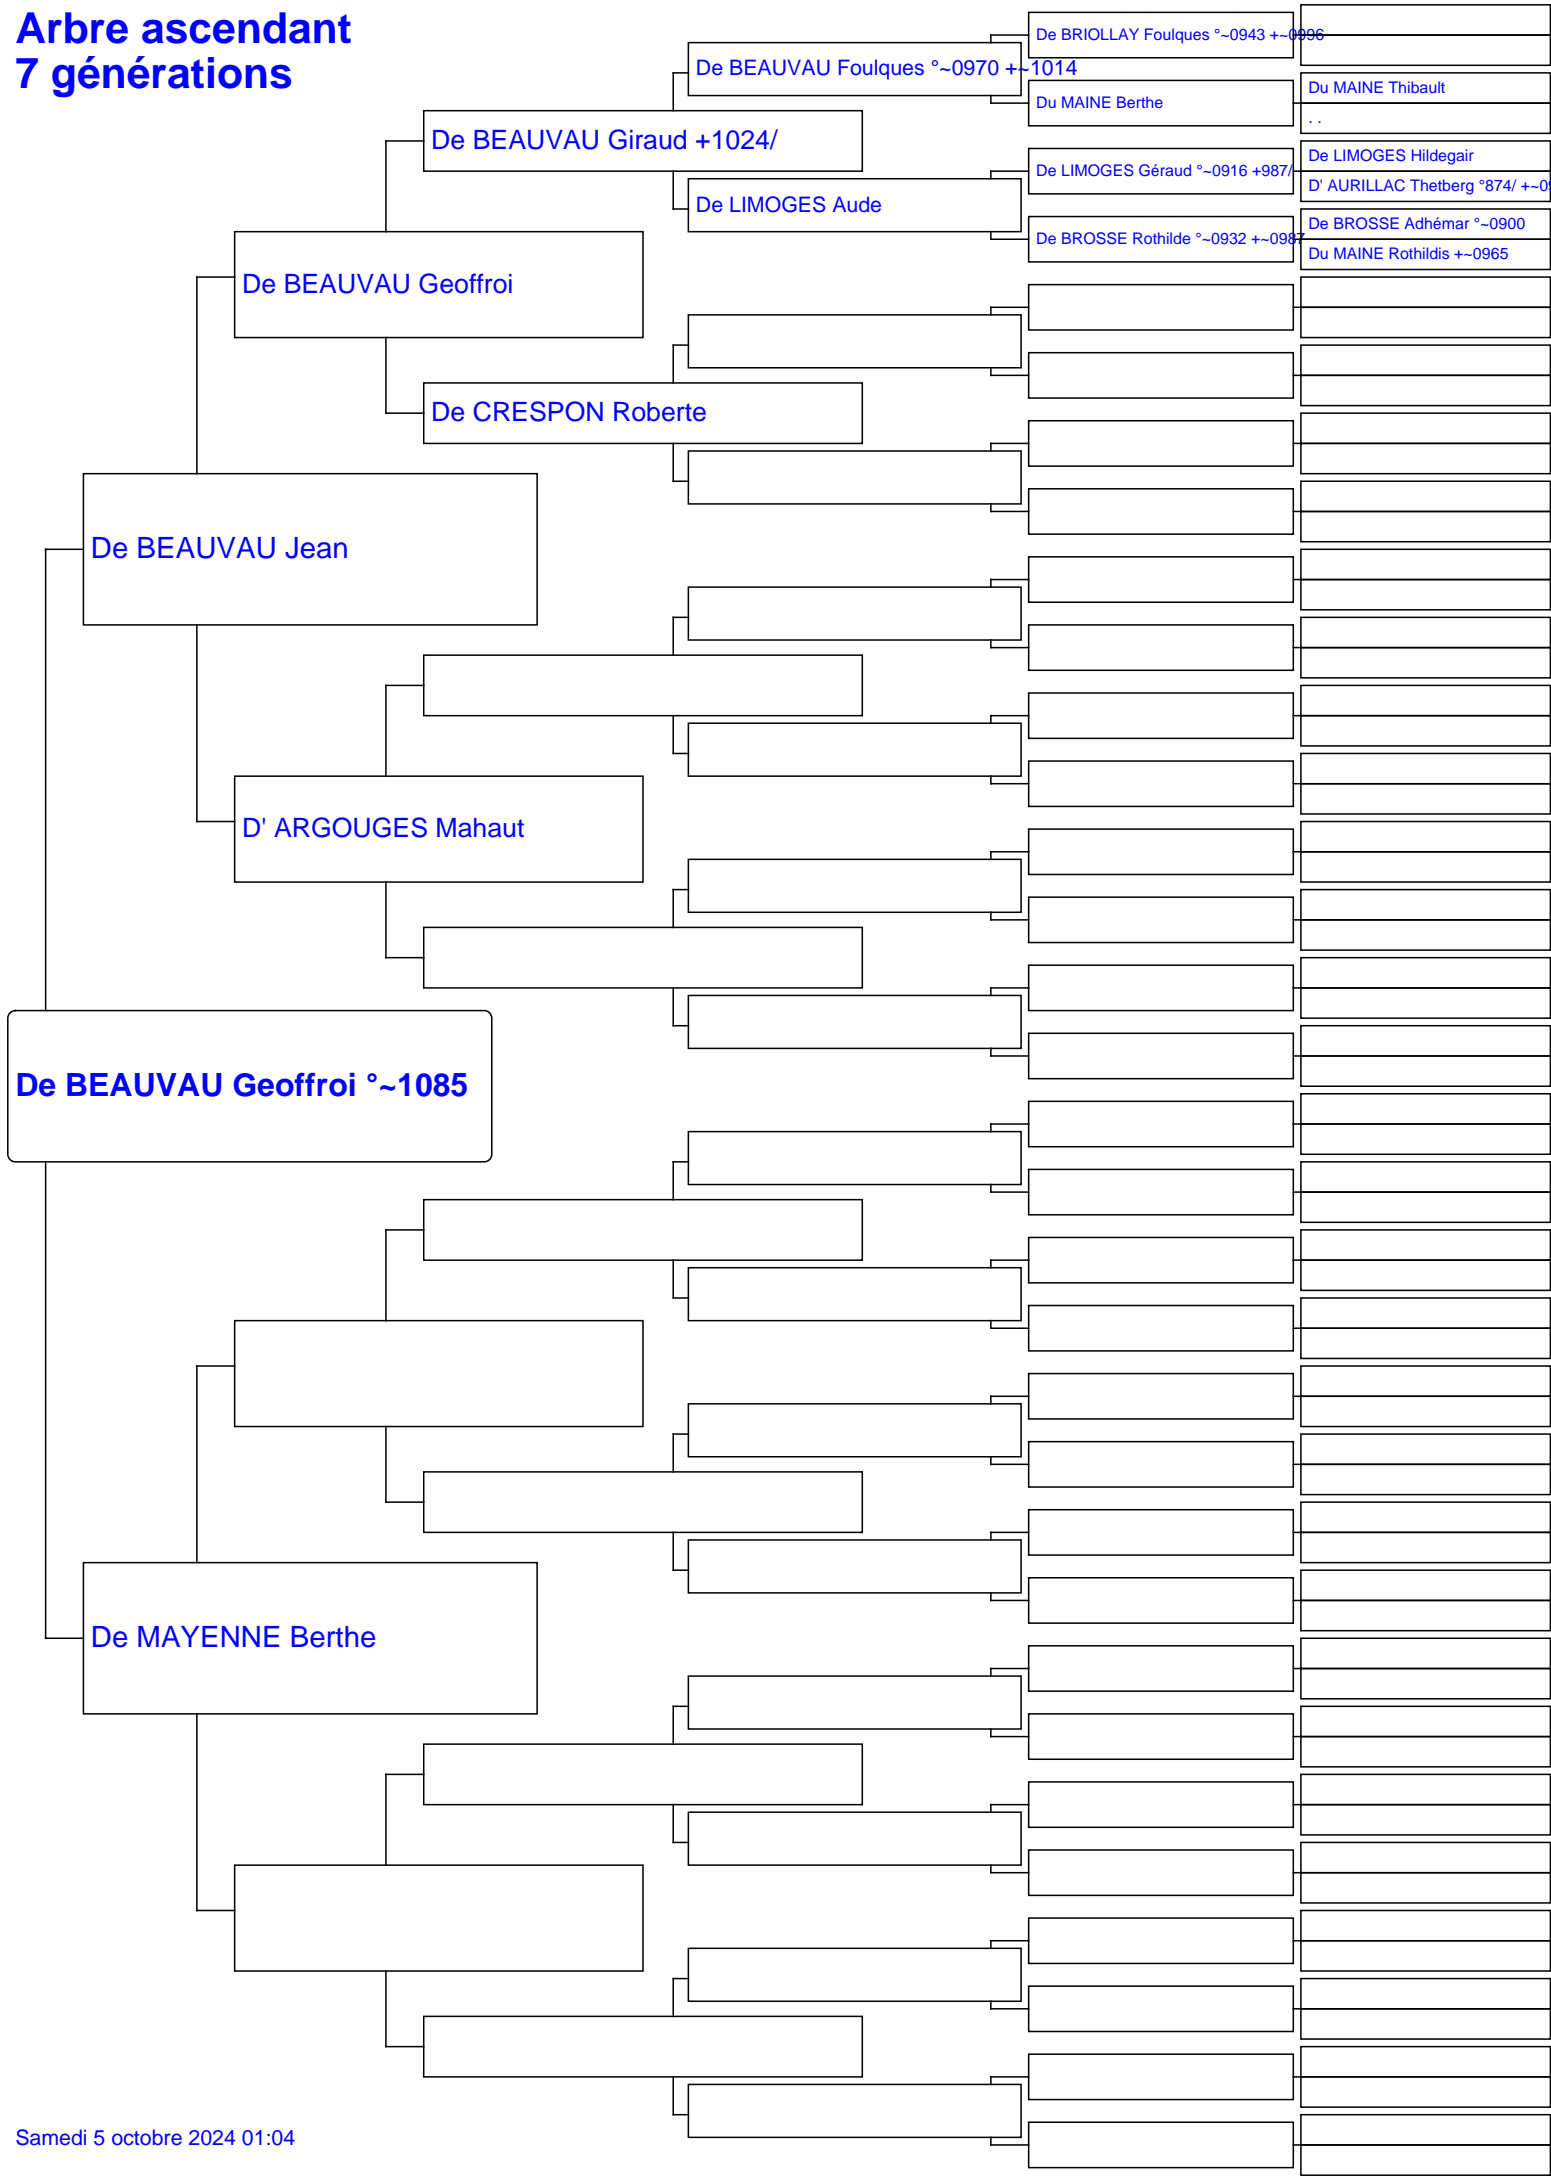 Arbre ascendant
7 générations
De BRIOLLAY Foulques °~0943 +~0996
De BEAUVAU Foulques °~0970 +~1014
Du MAINE Thibault
Du MAINE Berthe
. .
De BEAUVAU Giraud +1024/
De LIMOGES Hildegair
De LIMOGES Géraud °~0916 +987/
D' AURILLAC Thetberg °874/ +~09
De LIMOGES Aude
De BROSSE Adhémar °~0900
De BROSSE Rothilde °~0932 +~0987
Du MAINE Rothildis +~0965
De BEAUVAU Geoffroi
De CRESPON Roberte
De BEAUVAU Jean
D' ARGOUGES Mahaut
De BEAUVAU Geoffroi °~1085
De MAYENNE Berthe
Samedi 5 octobre 2024 01:04